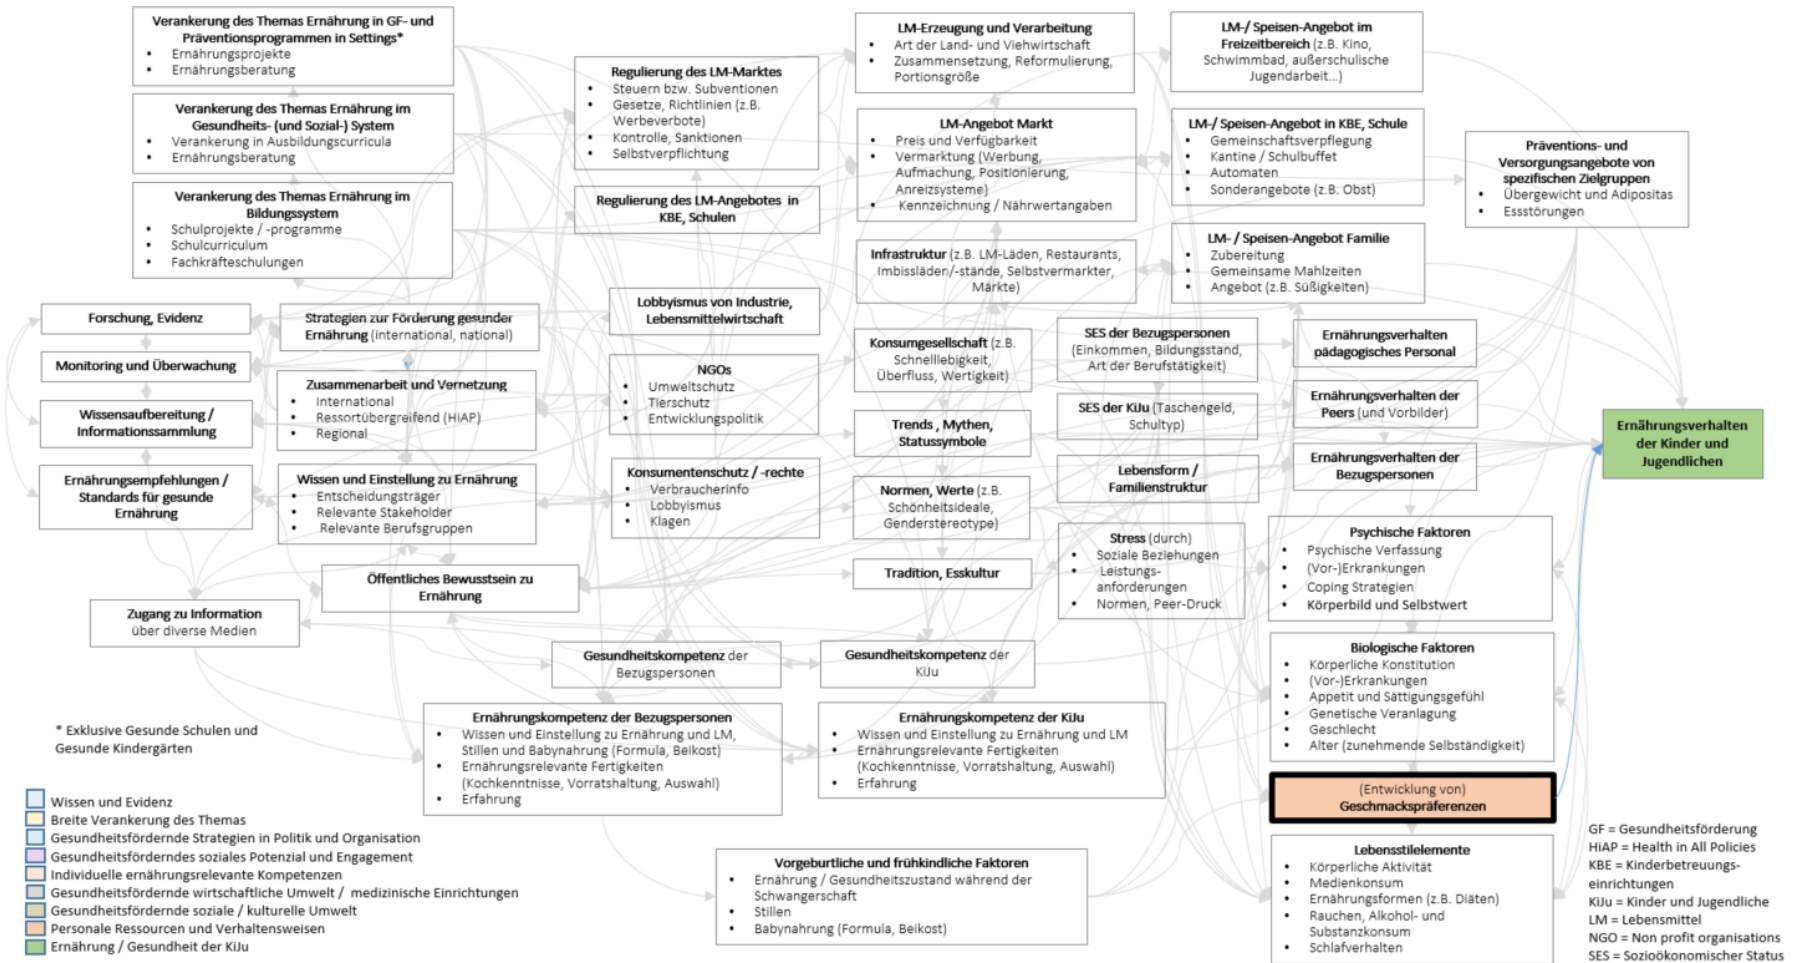 Verankerung des Themas Ernährung in GF- und
Präventionsprogrammen in Settings*
• Ernährungsprojekte
• Ernährungsberatung
Verankerung des Themas Ernährung im
Gesundheits- (und Sozial-) System
• Verankerung in Ausbildungscurricula
• Ernährungsberatung
Verankerung des Themas Ernährung im
Bildungssystem
• Schulprojekte / -programme
• Schulcurriculum
• Fachkräfteschulungen
Forschung, Evidenz
Monitoring und Überwachung
Wissensaufbereitung /
Informationssammlung
Ernährungsempfehlungen /
Standards für gesunde
Ernährung
Strategien zur Förderung gesunder
Ernährung (international, national)
Zusammenarbeit und Vernetzung
• International
• Ressortübergreifend (HiAP)
• Regional
Wissen und Einstellung zu Ernährung
• Entscheidungsträger
• Relevante Stakeholder
• Relevante Berufsgruppen
Öffentliches Bewusstsein zu
Ernährung
Zugang zu Information
über diverse Medien
Regulierung des LM-Marktes
• Steuern bzw. Subventionen
• Gesetze, Richtlinien (z.B.
Werbeverbote)
• Kontrolle, Sanktionen
• Selbstverpflichtung
Regulierung des LM-Angebotes in
KBE, Schulen
Lobbyismus von Industrie,
Lebensmittelwirtschaft
NGOs
• Umweltschutz
• Tierschutz
• Entwicklungspolitik
Konsumentenschutz / -rechte
• Verbraucherinfo
• Lobbyismus
• Klagen
Gesundheitskompetenz der
Bezugspersonen
Gesundheitskompetenz der
KiJu
Ernährungskompetenz der Bezugspersonen
• Wissen und Einstellung zu Ernährung und LM,
Stillen und Babynahrung (Formula, Beikost)
• Ernährungsrelevante Fertigkeiten
(Kochkenntnisse, Vorratshaltung, Auswahl)
• Erfahrung
Ernährungskompetenz der KiJu
• Wissen und Einstellung zu Ernährung und LM
• Ernährungsrelevante Fertigkeiten
(Kochkenntnisse, Vorratshaltung, Auswahl)
• Erfahrung
Vorgeburtliche und frühkindliche Faktoren
• Ernährung / Gesundheitszustand während der
Schwangerschaft
• Stillen
• Babynahrung (Formula, Beikost)
LM-Erzeugung und Verarbeitung
• Art der Land- und Viehwirtschaft
• Zusammensetzung, Reformulierung,
Portionsgröße
LM-Angebot Markt
• Preis und Verfügbarkeit
• Vermarktung (Werbung,
Aufmachung, Positionierung,
Anreizsysteme)
• Kennzeichnung / Nährwertangaben
Infrastruktur (z.B. LM-Läden, Restaurants,
Imbissläden/-stände, Selbstvermarkter,
Märkte)
Konsumgesellschaft (z.B.
Schnelllebigkeit,
Überfluss, Wertigkeit)
Trends , Mythen,
Statussymbole
Normen, Werte (z.B.
Schönheitsideale,
Genderstereotype)
Tradition, Esskultur
LM-/ Speisen-Angebot im
Freizeitbereich (z.B. Kino,
Schwimmbad, außerschulische
Jugendarbeit...)
LM-/ Speisen-Angebot in KBE, Schule
• Gemeinschaftsverpflegung
• Kantine / Schulbuffet
• Automaten
• Sonderangebote (z.B. Obst)
LM- / Speisen-Angebot Familie
• Zubereitung
• Gemeinsame Mahlzeiten
• Angebot (z.B. Süßigkeiten)
Präventions- und
Versorgungsangebote von
spezifischen Zielgruppen
• Übergewicht und Adipositas
• Essstörungen
SES der Bezugspersonen
(Einkommen, Bildungsstand,
Art der Berufstätigkeit)
SES der KiJu (Taschengeld,
Schultyp)
Lebensform /
Familienstruktur
Stress (durch)
• Soziale Beziehungen
• Leistungs-
anforderungen
• Normen, Peer-Druck
Ernährungsverhalten
pädagogisches Personal
Ernährungsverhalten der
Peers (und Vorbilder)
Ernährungsverhalten der
Bezugspersonen
Psychische Faktoren
• Psychische Verfassung
• (Vor-)Erkrankungen
• Coping Strategien
• Körperbild und Selbstwert
Biologische Faktoren
• Körperliche Konstitution
• (Vor-)Erkrankungen
• Appetit und Sättigungsgefühl
• Genetische Veranlagung
• Geschlecht
• Alter (zunehmende Selbständigkeit)
(Entwicklung von)
Geschmackspräferenzen
Lebensstilelemente
• Körperliche Aktivität
• Medienkonsum
• Ernährungsformen (z.B. Diäten)
• Rauchen, Alkohol- und
Substanzkonsum
• Schlafverhalten
Ernährungsverhalten
der Kinder und
Jugendlichen
* Exklusive Gesunde Schulen und
Gesunde Kindergärten
Wissen und Evidenz
Breite Verankerung des Themas
Gesundheitsfördernde Strategien in Politik und Organisation
Gesundheitsförderndes soziales Potenzial und Engagement
Individuelle ernährungsrelevante Kompetenzen
Gesundheitsfördernde wirtschaftliche Umwelt / medizinische Einrichtungen
Gesundheitsfördernde soziale / kulturelle Umwelt
Personale Ressourcen und Verhaltensweisen
Ernährung / Gesundheit der KiJu
GF = Gesundheitsförderung
HiAP = Health in All Policies
KBE = Kinderbetreuungs-
einrichtungen
KiJu = Kinder und Jugendliche
LM = Lebensmittel
NGO = Non profit organisations
SES = Sozioökonomischer Status